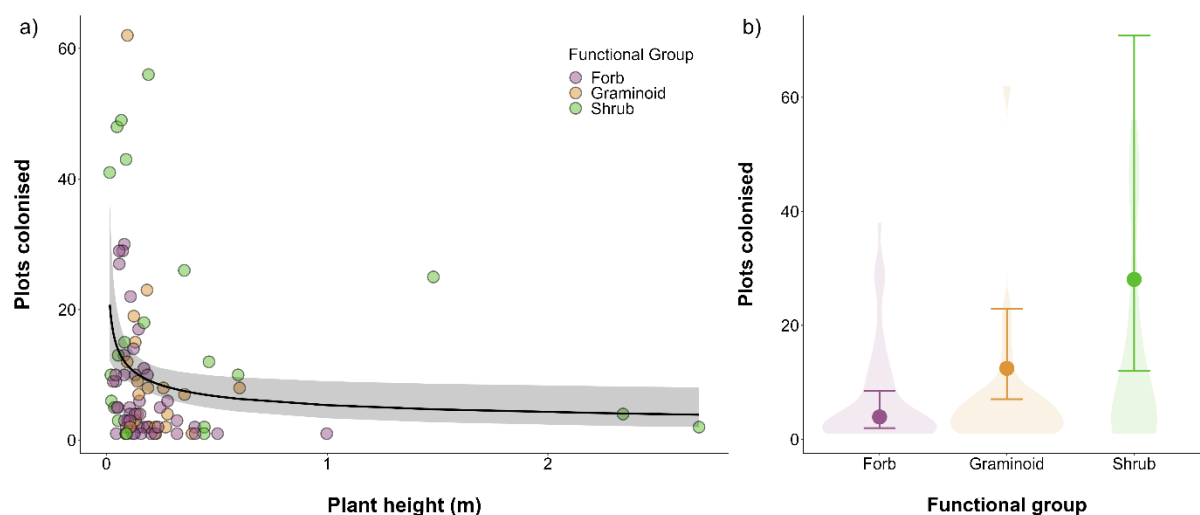 a)
60
40
20
0
Plots colonised
Functional Group
Forb
Graminoid
Shrub
0
1
2
Plant height (m)
b)
60
40
20
0
Plots colonised
Forb
Graminoid
Shrub
Functional group